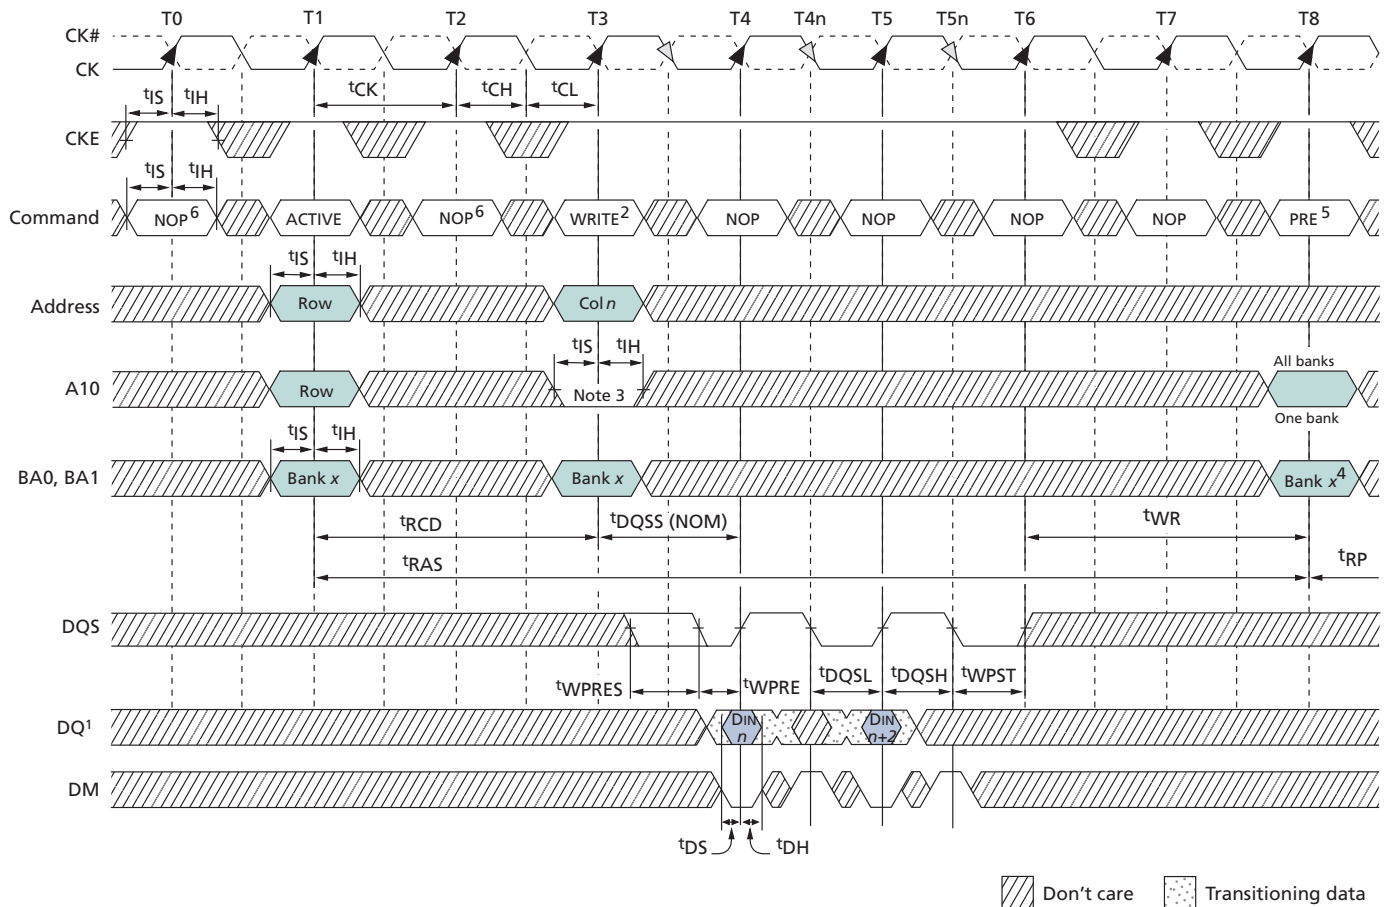 T0 T1 T2 T3 T4 T4n T5 T5n T6 T7 T8
CK#
CK
tCK tCH tCL
tIS tIH
CKE
tIS tIH
Command NOP6 ACTIVE NOP6 WRITE2 NOP NOP NOP NOP PRE5
tIS tIH
Address Row Col n
tIS tIH
All banks
A10 Row Note 3
One bank
tIS tIH
BA0, BA1 Bank x Bank x Bank x4
tRCD tDQSS (NOM) tWR
tRAS tRP
DQS
tWPRES tWPRE tDQSL tDQSH tWPST
DQ1 DIN n DIN n+2
DM
tDS tDH
Don't care Transitioning data